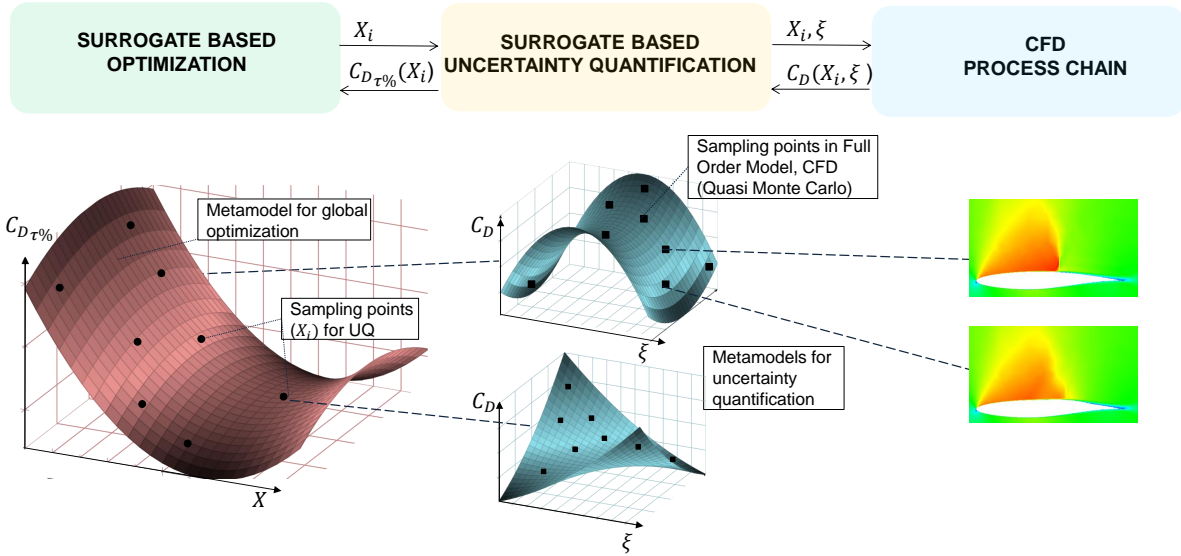 SURROGATE BASED
OPTIMIZATION
X_i
C_{D_{τ%}}(X_i)
SURROGATE BASED
UNCERTAINTY QUANTIFICATION
X_i, ξ
C_D(X_i, ξ)
CFD
PROCESS CHAIN
C_{D_{τ%}}
Metamodel for global
optimization
Sampling points
(X_i) for UQ
X
C_D
Sampling points in Full
Order Model, CFD
(Quasi Monte Carlo)
ξ
Metamodels for
uncertainty
quantification
C_D
ξ